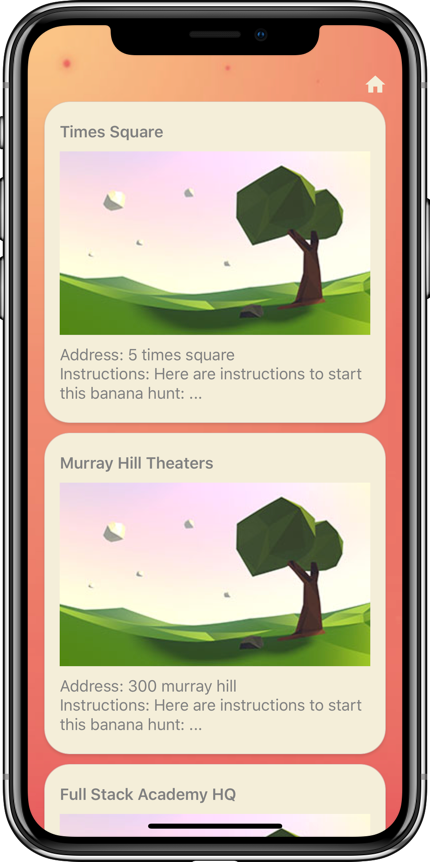 Times Square
Address: 5 times square
Instructions: Here are instructions to start
this banana hunt: ...
Murray Hill Theaters
Address: 300 murray hill
Instructions: Here are instructions to start
this banana hunt: ...
Full Stack Academy HQ